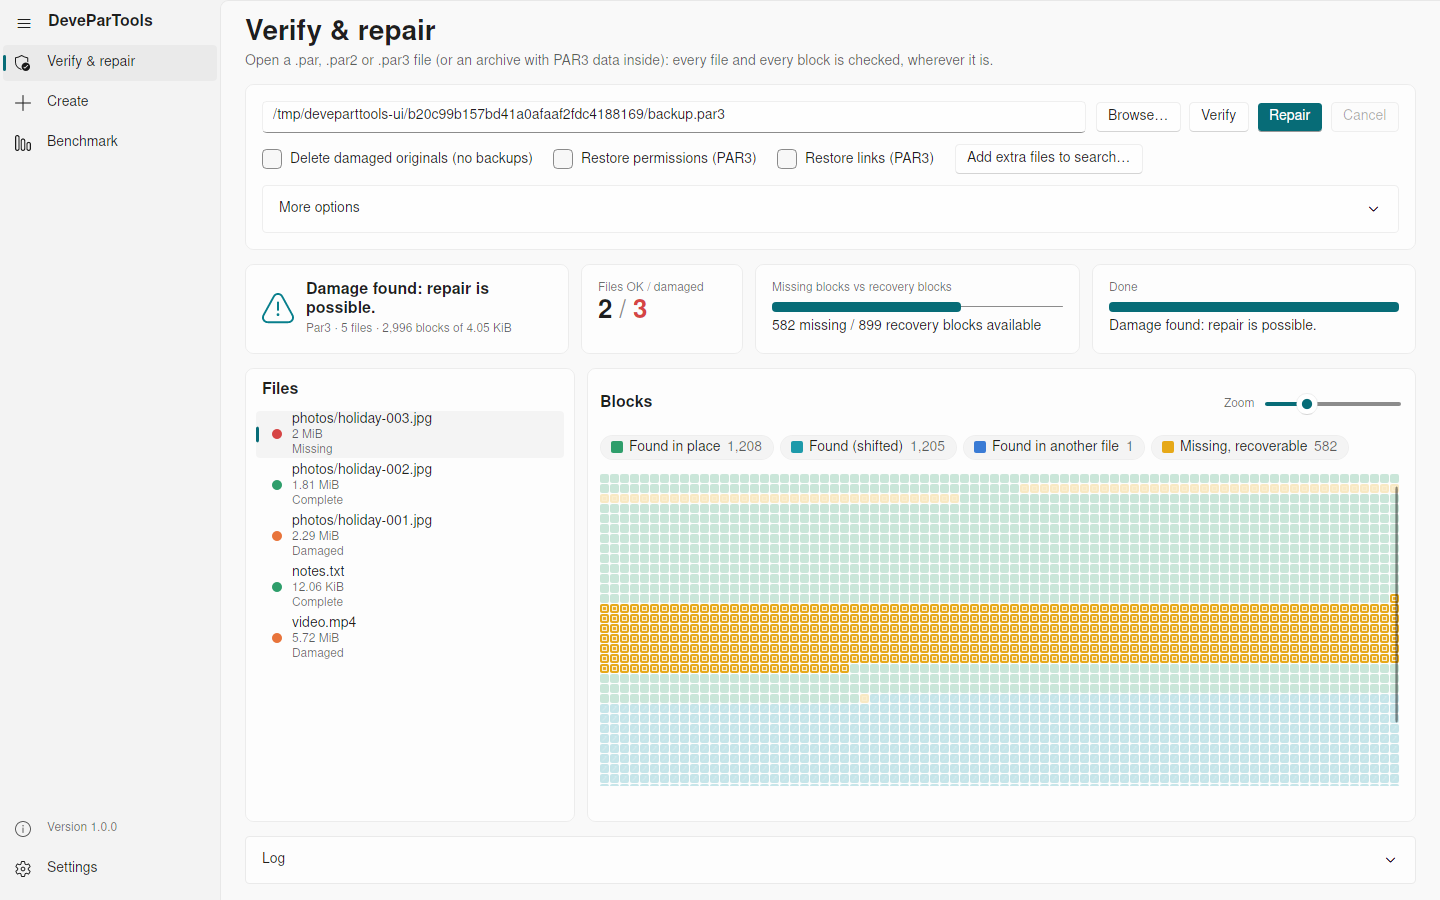 DeveParTools
Verify & repair
Create
Benchmark
Version 1.0.0
Settings
Verify & repair
Open a .par, .par2 or .par3 file (or an archive with PAR3 data inside): every file and every block is checked, wherever it is.
/tmp/deveparttools-ui/b20c99b157bd41a0afaaf2fdc4188169/backup.par3
Browse...
Verify
Repair
Cancel
Delete damaged originals (no backups)
Restore permissions (PAR3)
Restore links (PAR3)
Add extra files to search...
More options
Damage found: repair is
possible.
Par3 · 5 files · 2,996 blocks of 4.05 KiB
Files OK / damaged
2 / 3
Missing blocks vs recovery blocks
582 missing / 899 recovery blocks available
Done
Damage found: repair is possible.
Files
photos/holiday-003.jpg
2 MiB
Missing
photos/holiday-002.jpg
1.81 MiB
Complete
photos/holiday-001.jpg
2.29 MiB
Damaged
notes.txt
12.06 KiB
Complete
video.mp4
5.72 MiB
Damaged
Blocks
Zoom
Found in place 1,208
Found (shifted) 1,205
Found in another file 1
Missing, recoverable 582
Log